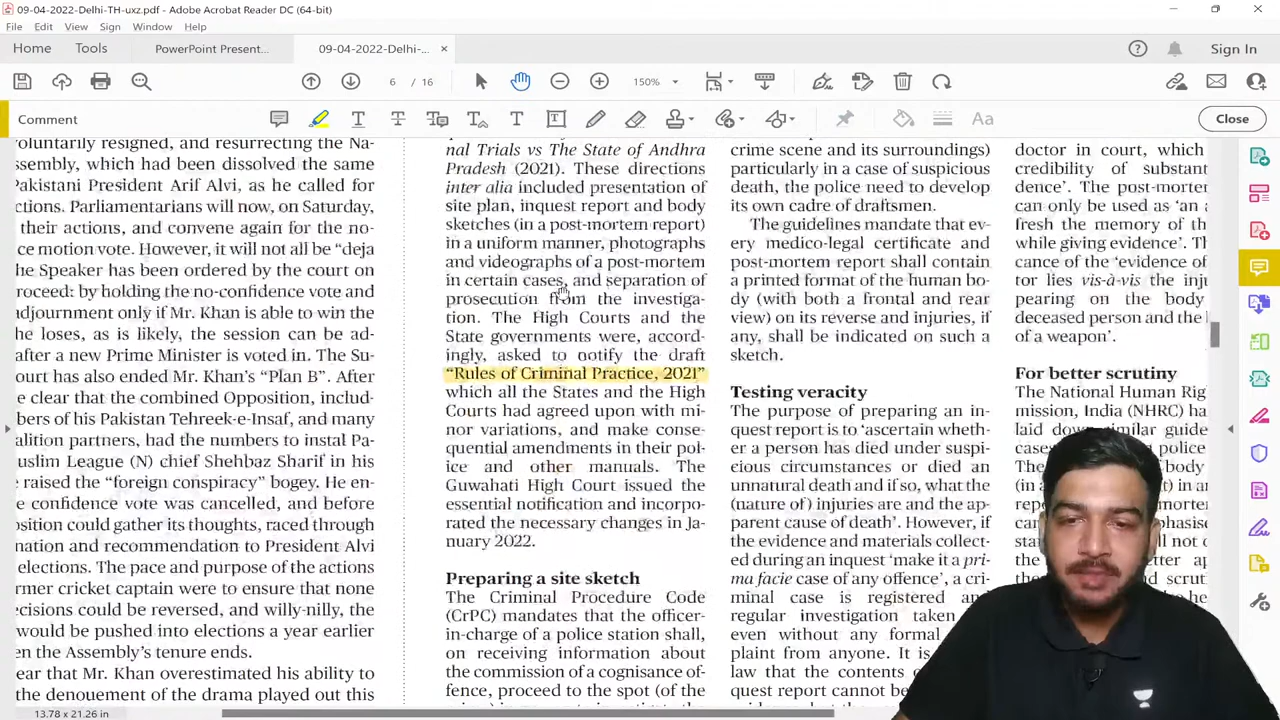 09-04-2022-Delhi-TH-uxz.pdf - Adobe Acrobat Reader DC (64-bit)
File Edit View Sign Window Help
Home Tools PowerPoint Present... 09-04-2022-Delhi-... × Sign In
6 / 16 150%
Comment Close
voluntarily resigned, and resurrecting the Na-
ssembly, which had been dissolved the same
Pakistani President Arif Alvi, as he called for
ctions. Parliamentarians will now, on Saturday,
their actions, and convene again for the no-
ce motion vote. However, it will not all be “deja
he Speaker has been ordered by the court on
roceed: by holding the no-confidence vote and
adjournment only if Mr. Khan is able to win the
he loses, as is likely, the session can be ad-
after a new Prime Minister is voted in. The Su-
ourt has also ended Mr. Khan’s “Plan B”. After
e clear that the combined Opposition, includ-
bers of his Pakistan Tehreek-e-Insaf, and many
alition partners, had the numbers to instal Pa-
uslim League (N) chief Shehbaz Sharif in his
e raised the “foreign conspiracy” bogey. He en-
e confidence vote was cancelled, and before
osition could gather its thoughts, raced through
nation and recommendation to President Alvi
elections. The pace and purpose of the actions
rmer cricket captain were to ensure that none
ecisions could be reversed, and willy-nilly, the
would be pushed into elections a year earlier
en the Assembly’s tenure ends.
ear that Mr. Khan overestimated his ability to
the denouement of the drama played out this
nal Trials vs The State of Andhra
Pradesh (2021). These directions
inter alia included presentation of
site plan, inquest report and body
sketches (in a post-mortem report)
in a uniform manner, photographs
and videographs of a post-mortem
in certain cases, and separation of
prosecution from the investiga-
tion. The High Courts and the
State governments were, accord-
ingly, asked to notify the draft
“Rules of Criminal Practice, 2021”
which all the States and the High
Courts had agreed upon with mi-
nor variations, and make conse-
quential amendments in their pol-
ice and other manuals. The
Guwahati High Court issued the
essential notification and incorpo-
rated the necessary changes in Ja-
nuary 2022.
Preparing a site sketch
The Criminal Procedure Code
(CrPC) mandates that the officer-
in-charge of a police station shall,
on receiving information about
the commission of a cognisance of-
fence, proceed to the spot (of the
crime scene and its surroundings)
particularly in a case of suspicious
death, the police need to develop
its own cadre of draftsmen.
The guidelines mandate that ev-
ery medico-legal certificate and
post-mortem report shall contain
a printed format of the human bo-
dy (with both a frontal and rear
view) on its reverse and injuries, if
any, shall be indicated on such a
sketch.
Testing veracity
The purpose of preparing an in-
quest report is to ‘ascertain wheth-
er a person has died under suspi-
cious circumstances or died an
unnatural death and if so, what the
(nature of) injuries are and the ap-
parent cause of death’. However, if
the evidence and materials collect-
ed during an inquest ‘make it a pri-
ma facie case of any offence’, a cri-
minal case is registered and
regular investigation taken
even without any formal
plaint from anyone. It is
law that the contents of
quest report cannot be
doctor in court, which
credibility of substant
dence’. The post-morter
can only be used as ‘an
fresh the memory of th
while giving evidence’. T
cance of the ‘evidence of
tor lies vis-à-vis the inj
pearing on the body
deceased person and the
of a weapon’.
For better scrutiny
The National Human Rig
mission, India (NHRC) ha
laid down similar guide
cases police
The body
(in a in
repor
can
sta
13.78 x 21.26 in